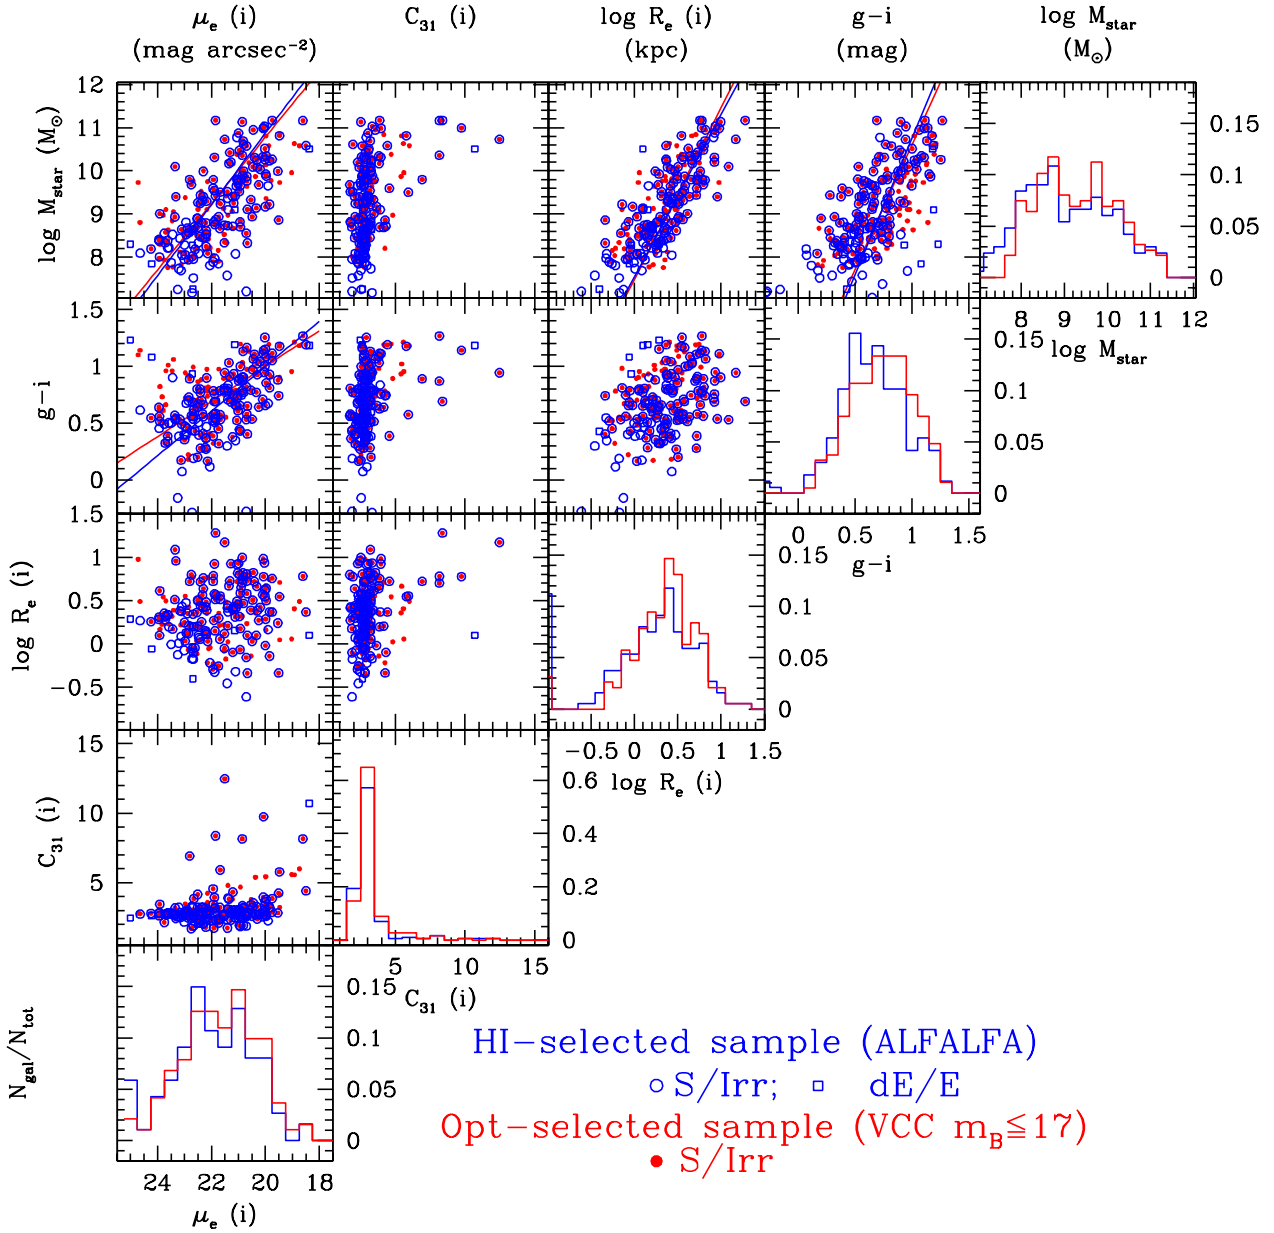 μe (i) C31 (i) log Re (i) g-i log Mstar
(mag arcsec−2) (kpc) (mag) (M⊙)
log Mstar (M⊙)
12
11
10
9
8
0.15
0.1
0.05
0
8 9 10 11 12
log Mstar
g-i
1.5
1
0.5
0
0.15
0.1
0.05
0
0 0.5 1 1.5
g-i
log Re (i)
1.5
1
0.5
0
−0.5
0.15
0.1
0.05
0
−0.5 0 0.5 1 1.5
log Re (i)
C31 (i)
15
10
5
0.6
0.4
0.2
0
5 10 15
C31 (i)
Ngal/Ntot
0.15
0.1
0.05
0
24 22 20 18
μe (i)
HI−selected sample (ALFALFA)
S/Irr; dE/E
Opt−selected sample (VCC mB≦17)
S/Irr